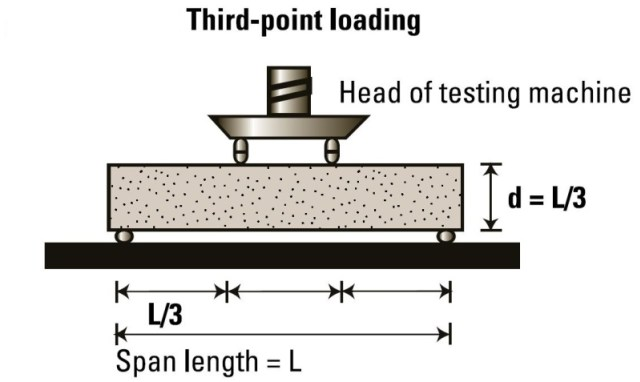 Third-point loading
Head of testing machine
d = L/3
L/3
Span length = L